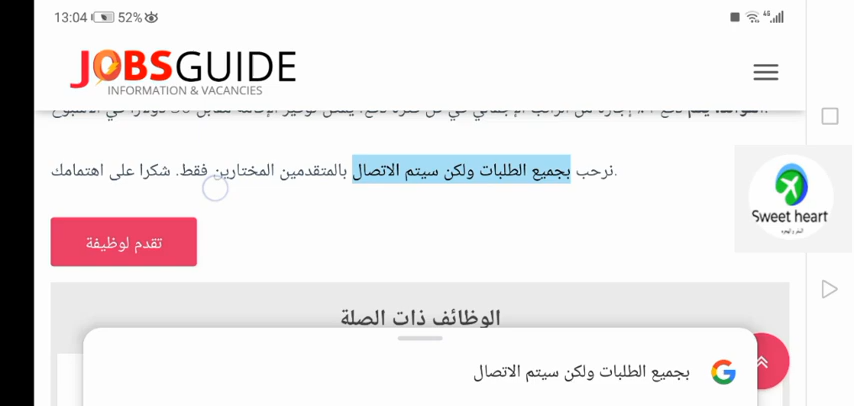 13:04 52% 4G
JOBSGUIDE
INFORMATION & VACANCIES
نرحب بجميع الطلبات ولكن سيتم الاتصال بالمتقدمين المختارين فقط. شكرا على اهتمامك.
Sweet heart
تقدم لوظيفة
الوظائف ذات الصلة
بجميع الطلبات ولكن سيتم الاتصال